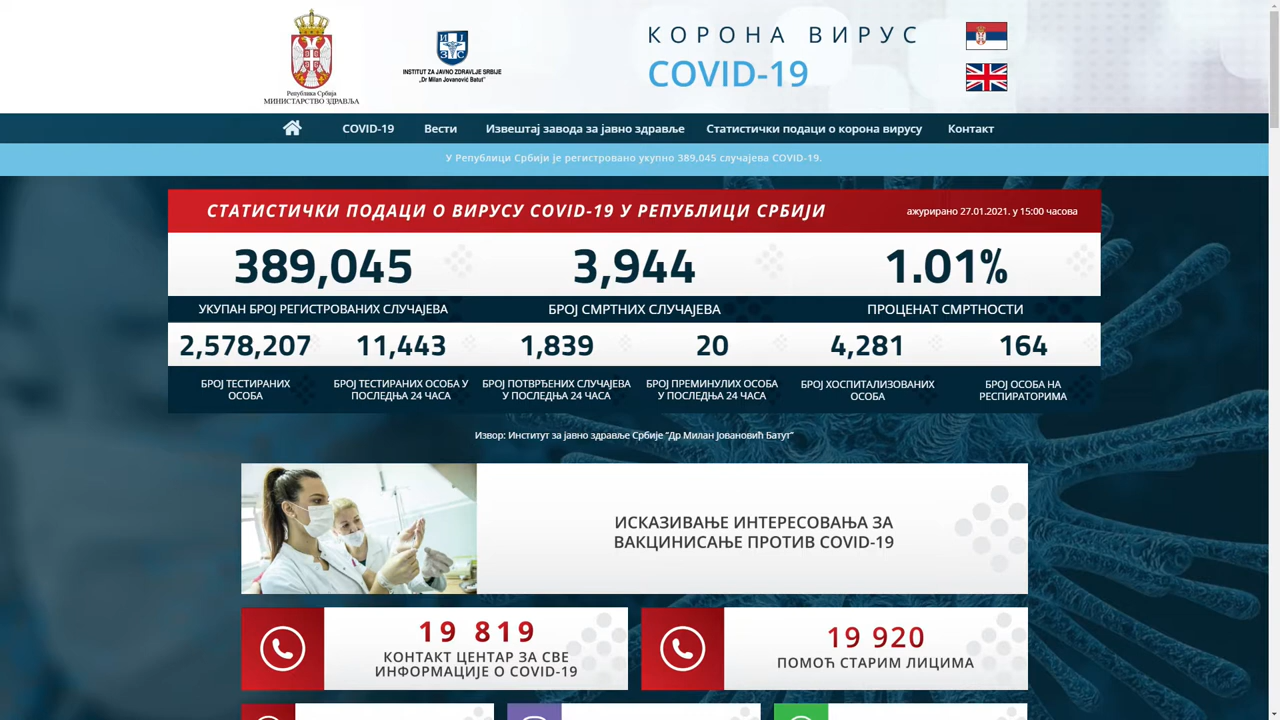 Република Србија
МИНИСТАРСТВО ЗДРАВЉА
И Ј
З С
INSTITUT ZA JAVNO ZDRAVLJE SRBIJE
„Dr Milan Jovanović Batut“
КОРОНА ВИРУС
COVID-19
COVID-19 Вести Извештај завода за јавно здравље Статистички подаци о корона вирусу Контакт
У Републици Србији је регистровано укупно 389,045 случајева COVID-19.
СТАТИСТИЧКИ ПОДАЦИ О ВИРУСУ COVID-19 У РЕПУБЛИЦИ СРБИЈИ
ажурирано 27.01.2021. у 15:00 часова
389,045 3,944 1.01%
УКУПАН БРОЈ РЕГИСТРОВАНИХ СЛУЧАЈЕВА БРОЈ СМРТНИХ СЛУЧАЈЕВА ПРОЦЕНАТ СМРТНОСТИ
2,578,207 11,443 1,839 20 4,281 164
БРОЈ ТЕСТИРАНИХ
ОСОБА
БРОЈ ТЕСТИРАНИХ ОСОБА У
ПОСЛЕДЊА 24 ЧАСА
БРОЈ ПОТВРЂЕНИХ СЛУЧАЈЕВА
У ПОСЛЕДЊА 24 ЧАСА
БРОЈ ПРЕМИНУЛИХ ОСОБА
У ПОСЛЕДЊА 24 ЧАСА
БРОЈ ХОСПИТАЛИЗОВАНИХ
ОСОБА
БРОЈ ОСОБА НА
РЕСПИРАТОРИМА
Извор: Институт за јавно здравље Србије “Др Милан Јовановић Батут”
ИСКАЗИВАЊЕ ИНТЕРЕСОВАЊА ЗА
ВАКЦИНИСАЊЕ ПРОТИВ COVID-19
19 819
КОНТАКТ ЦЕНТАР ЗА СВЕ
ИНФОРМАЦИЈЕ О COVID-19
19 920
ПОМОЋ СТАРИМ ЛИЦИМА